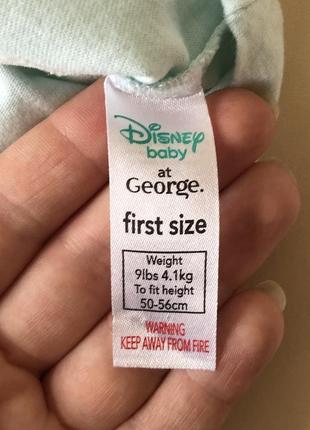 Disney
baby
at
George.
first size
Weight
9lbs 4.1kg
To fit height
50-56cm
WARNING
KEEP AWAY FROM FIRE